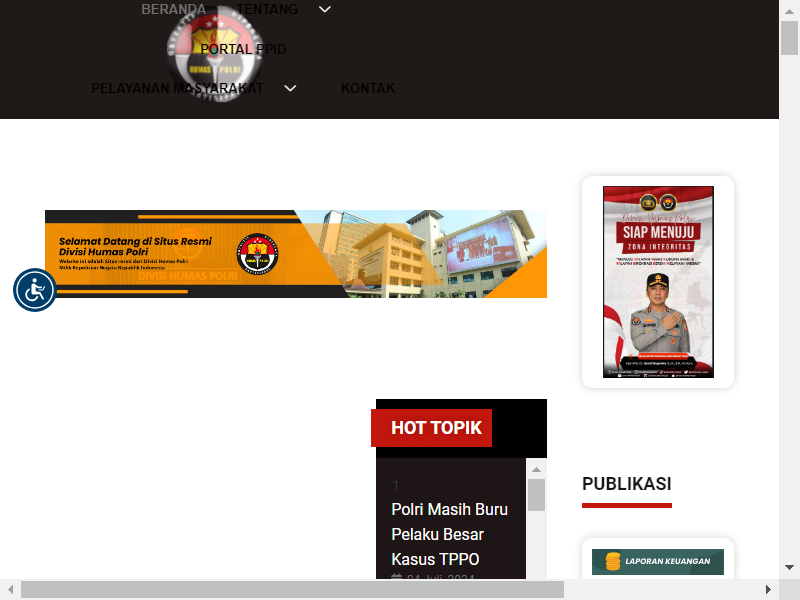 BERANDA
TENTANG
PORTAL PPID
HUMAS POLRI
PELAYANAN MASYARAKAT
KONTAK
Selamat Datang di Situs Resmi
Divisi Humas Polri
Website ini adalah Situs resmi dari Divisi Humas Polri
Milik Kepolisian Negara Republik Indonesia
DIVISI HUMAS POLRI
SIAP MENUJU
ZONA INTEGRITAS
HOT TOPIK
1
Polri Masih Buru
Pelaku Besar
Kasus TPPO
04 Juli, 2024
PUBLIKASI
LAPORAN KEUANGAN